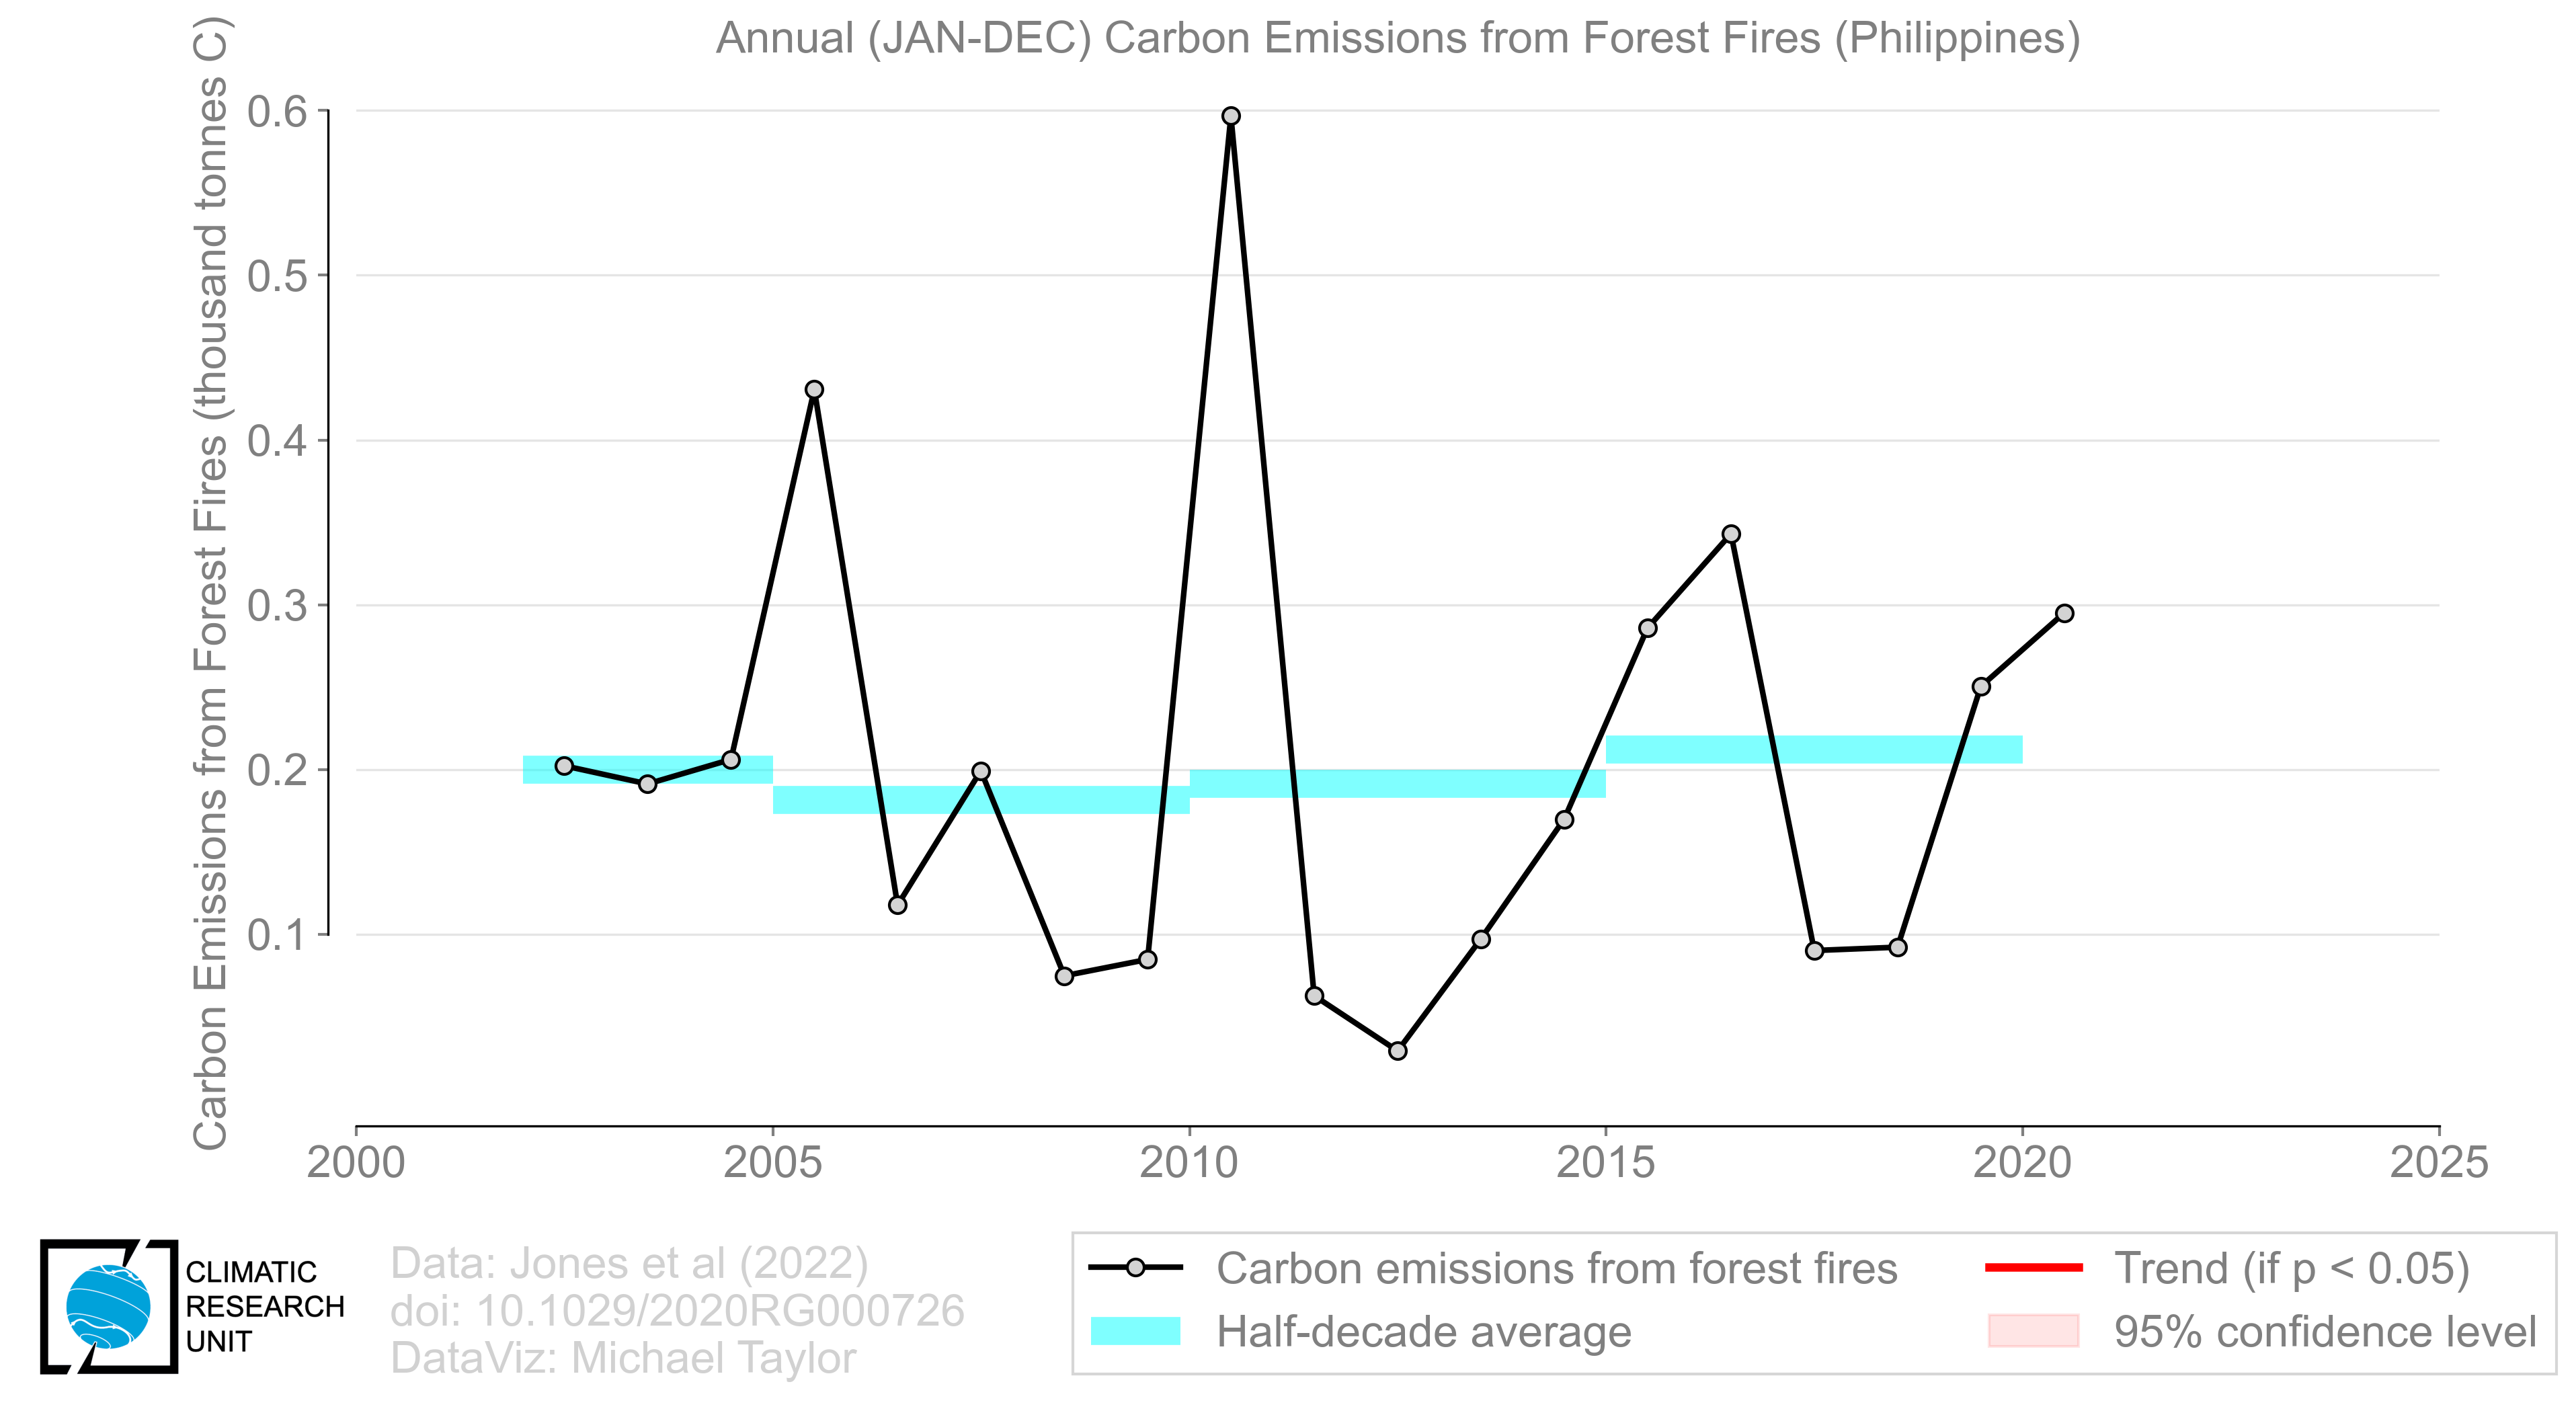 Annual (JAN-DEC) Carbon Emissions from Forest Fires (Philippines)
Carbon Emissions from Forest Fires (thousand tonnes C)
0.6
0.5
0.4
0.3
0.2
0.1
2000
2005
2010
2015
2020
2025
CLIMATIC
RESEARCH
UNIT
Data: Jones et al (2022)
doi: 10.1029/2020RG000726
DataViz: Michael Taylor
Carbon emissions from forest fires
Half-decade average
Trend (if p < 0.05)
95% confidence level